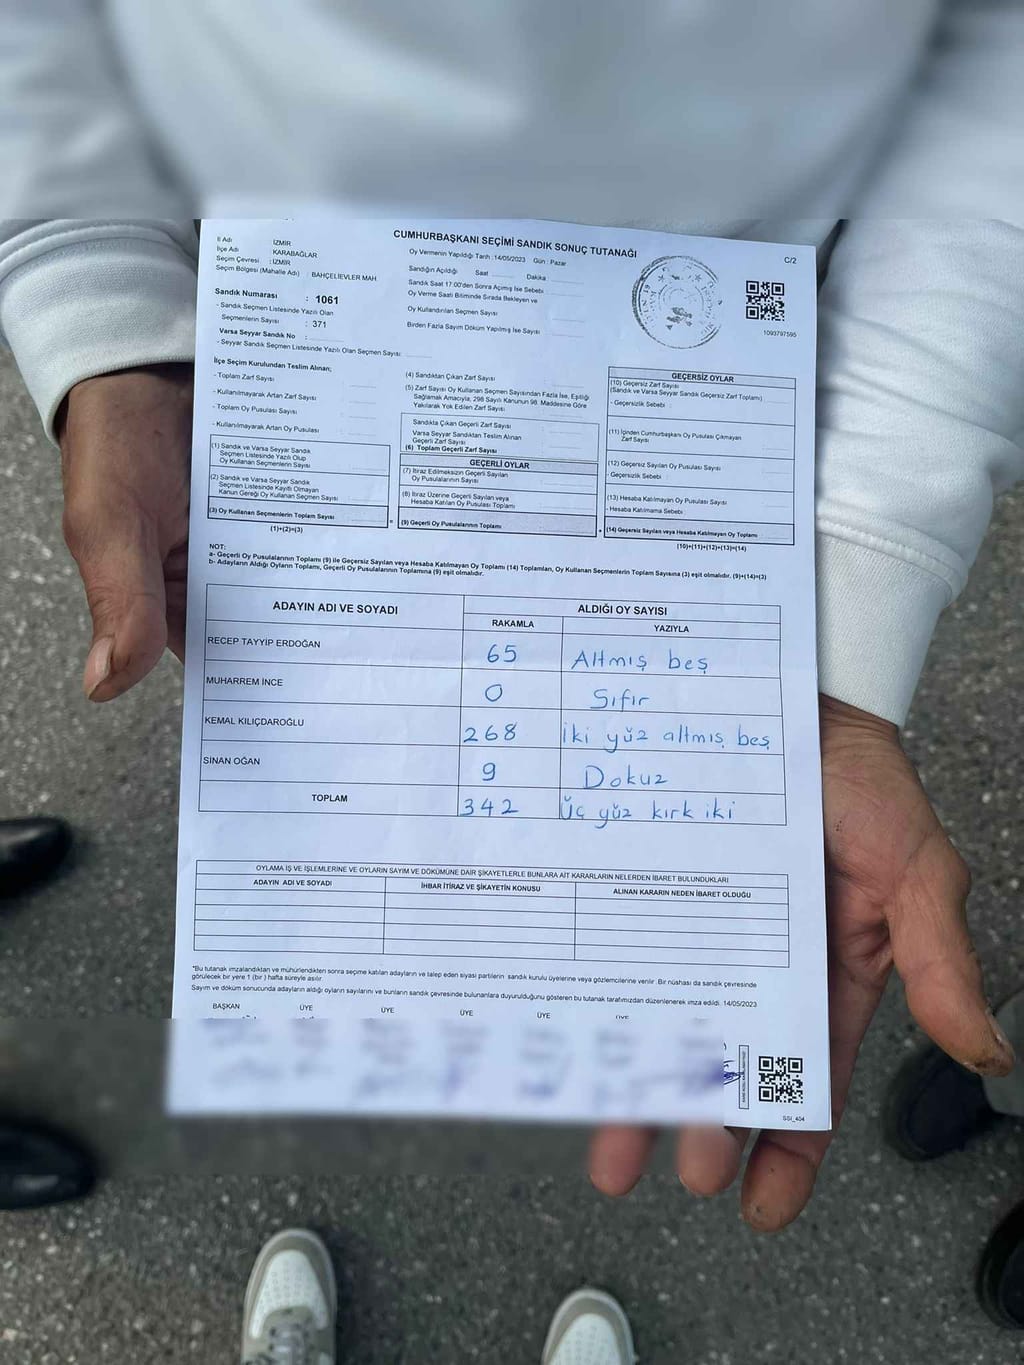 CUMHURBAŞKANI SEÇİMİ SANDIK SONUÇ TUTANAĞI
C/2
İl Adı : İZMİR
İlçe Adı : KARABAĞLAR
Seçim Çevresi : İZMİR
Seçim Bölgesi (Mahalle Adı) : BAHÇELİEVLER MAH.
Sandık Numarası : 1061
- Sandık Seçmen Listesinde Yazılı Olan
Seçmenlerin Sayısı : 371
Varsa Seyyar Sandık No :
- Seyyar Sandık Seçmen Listesinde Yazılı Olan Seçmen Sayısı:
Oy Vermenin Yapıldığı Tarih :14/05/2023 Gün : Pazar
Sandığın Açıldığı Saat Dakika
Sandık Saat 17:00'den Sonra Açımış İse Sebebi
Oy Verme Saati Bitiminde Sırada Bekleyen ve
Oy Kullandırılan Seçmen Sayısı
Birden Fazla Sayım Döküm Yapılmış İse Sayısı
1093797595
İlçe Seçim Kurulundan Teslim Alınan;
- Toplam Zarf Sayısı
- Kullanılmayarak Artan Zarf Sayısı
- Toplam Oy Pusulası Sayısı
- Kullanılmayarak Artan Oy Pusulası
(1) Sandık ve Varsa Seyyar Sandık
Seçmen Listesinde Yazılı Olup
Oy Kullanan Seçmenlerin Sayısı
(2) Sandık ve Varsa Seyyar Sandık
Seçmen Listesinde Kayıtlı Olmayan
Kanun Gereği Oy Kullanan Seçmen Sayısı
(3) Oy Kullanan Seçmenlerin Toplam Sayısı
(1)+(2)=(3)
(4) Sandıktan Çıkan Zarf Sayısı
(5) Zarf Sayısı Oy Kullanan Seçmen Sayısından Fazla İse, Eşitliği
Sağlamak Amacıyla; 298 Sayılı Kanunun 98. Maddesine Göre
Yakılarak Yok Edilen Zarf Sayısı
Sandıkta Çıkan Geçerli Zarf Sayısı
Varsa Seyyar Sandıktan Teslim Alınan
Geçerli Zarf Sayısı
(6) Toplam Geçerli Zarf Sayısı
GEÇERLİ OYLAR
(7) İtiraz Edilmeksizin Geçerli Sayılan
Oy Pusulalarının Sayısı
(8) İtiraz Üzerine Geçerli Sayılan veya
Hesaba Katılan Oy Pusulası Toplamı
= (9) Geçerli Oy Pusulalarının Toplamı
GEÇERSİZ OYLAR
(10) Geçersiz Zarf Sayısı
(Sandık ve Varsa Seyyar Sandık Geçersiz Zarf Toplamı)
- Geçersizlik Sebebi :
(11) İçinden Cumhurbaşkanı Oy Pusulası Çıkmayan
Zarf Sayısı
(12) Geçersiz Sayılan Oy Pusulası Sayısı
- Geçersizlik Sebebi :
(13) Hesaba Katılmayan Oy Pusulası Sayısı
- Hesaba Katılmama Sebebi :
+ (14) Geçersiz Sayılan veya Hesaba Katılmayan Oy Toplamı
(10)+(11)+(12)+(13)=(14)
NOT:
a- Geçerli Oy Pusulalarının Toplamı (9) ile Geçersiz Sayılan veya Hesaba Katılmayan Oy Toplamı (14) Toplamları, Oy Kullanan Seçmenlerin Toplam Sayısına (3) eşit olmalıdır. (9)+(14)=(3)
b- Adayların Aldığı Oyların Toplamı, Geçerli Oy Pusulalarının Toplamına (9) eşit olmalıdır.
ADAYIN ADI VE SOYADI ALDIĞI OY SAYISI
RAKAMLA YAZIYLA
RECEP TAYYİP ERDOĞAN 65 Altmış beş
MUHARREM İNCE 0 Sıfır
KEMAL KILIÇDAROĞLU 268 İki yüz altmış beş
SİNAN OĞAN 9 Dokuz
TOPLAM 342 Üç yüz kırk iki
OYLAMA İŞ VE İŞLEMLERİNE VE OYLARIN SAYIM VE DÖKÜMÜNE DAİR ŞİKAYETLERLE BUNLARA AİT KARARLARIN NELERDEN İBARET BULUNDUKLARI
ADAYIN ADI VE SOYADI İHBAR İTİRAZ VE ŞİKAYETİN KONUSU ALINAN KARARIN NEDEN İBARET OLDUĞU
"Bu tutanak imzalandıktan ve mühürlendikten sonra seçime katılan adayların ve talep eden siyasi partilerin sandık kurulu üyelerine veya gözlemcilerine verilir. Bir nüshası da sandık çevresinde
görülecek bir yere 1 (bir) hafta süreyle asılır.
Sayım ve döküm sonucunda adayların aldığı oyların sayılarını ve bunların sandık çevresinde bulunanlara duyurulduğunu gösteren bu tutanak tarafımızdan düzenlenerek imza edildi. 14/05/2023
BAŞKAN ÜYE ÜYE ÜYE ÜYE ÜYE
SSI_404